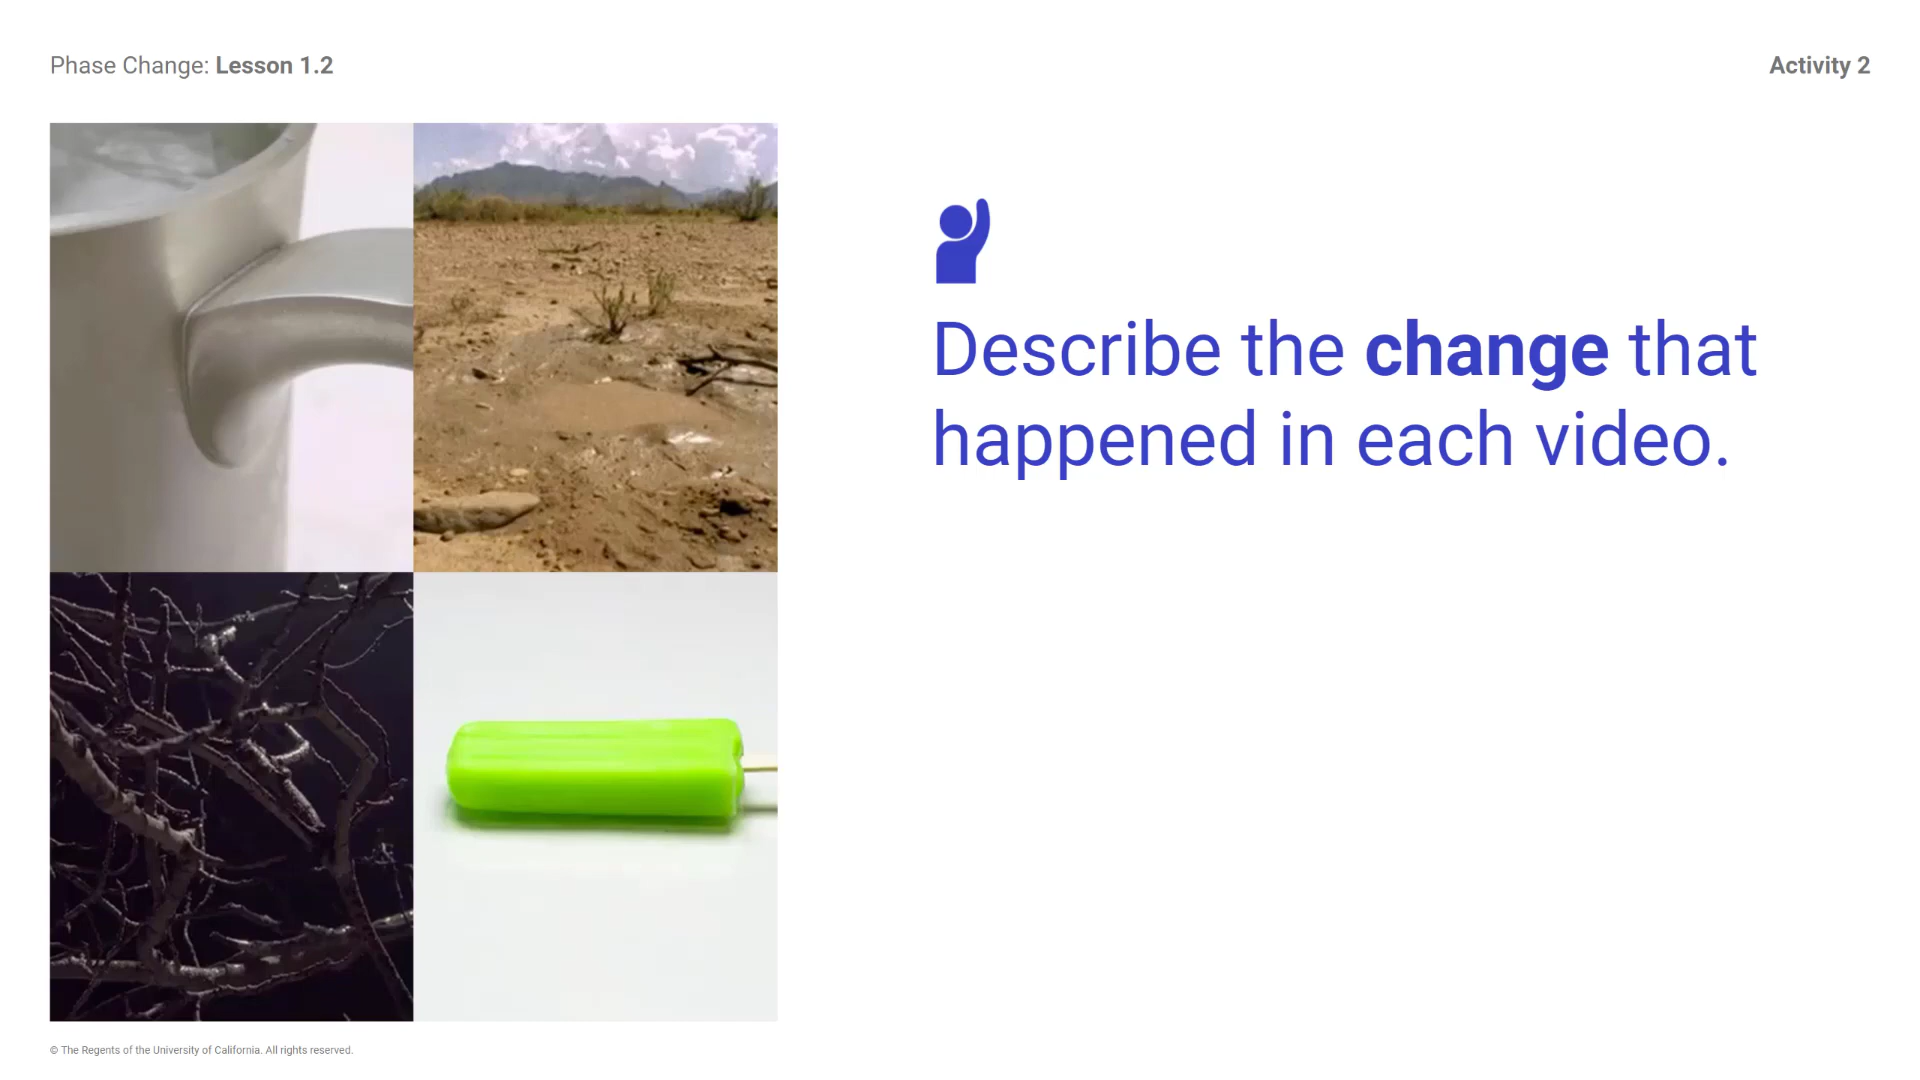 Phase Change: Lesson 1.2
Activity 2
Describe the change that
happened in each video.
© The Regents of the University of California. All rights reserved.